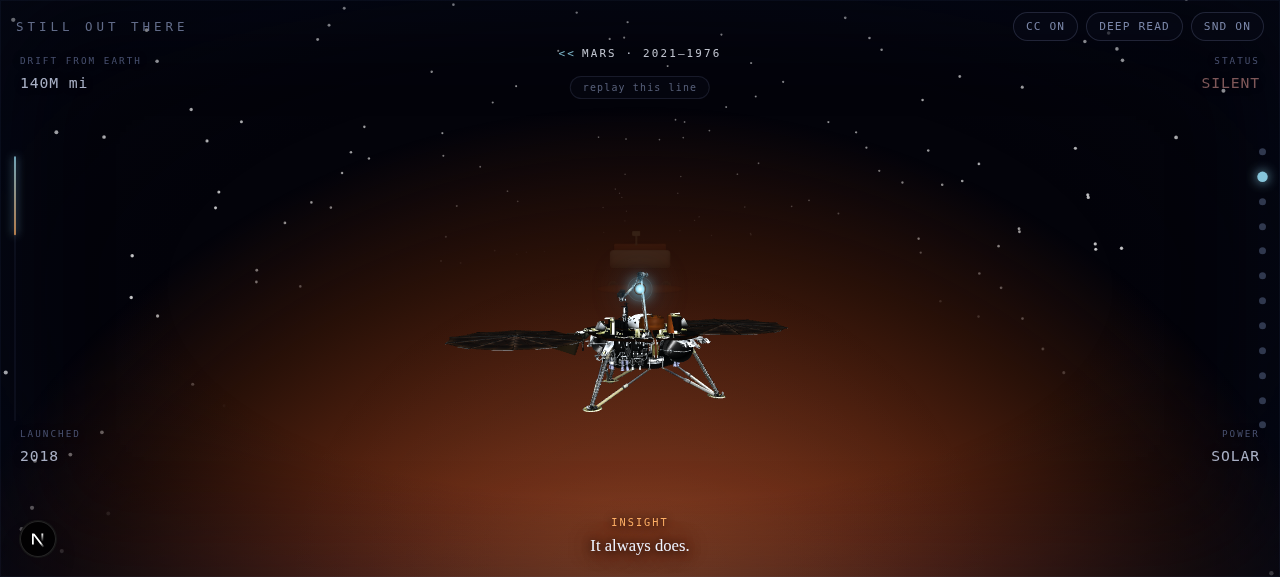 STILL OUT THERE
CC ON
DEEP READ
SND ON
<< MARS · 2021—1976
replay this line
DRIFT FROM EARTH
140M mi
STATUS
SILENT
LAUNCHED
2018
POWER
SOLAR
N
INSIGHT
It always does.